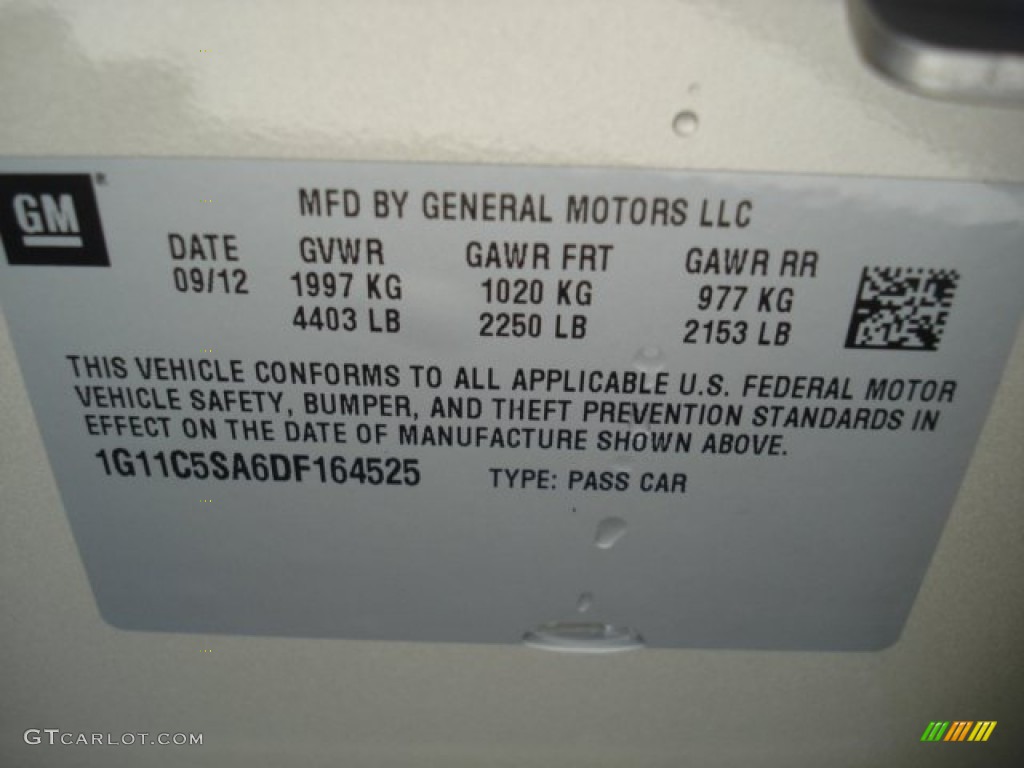 GM®
MFD BY GENERAL MOTORS LLC
DATE GVWR GAWR FRT GAWR RR
09/12 1997 KG 1020 KG 977 KG
4403 LB 2250 LB 2153 LB
THIS VEHICLE CONFORMS TO ALL APPLICABLE U.S. FEDERAL MOTOR
VEHICLE SAFETY, BUMPER, AND THEFT PREVENTION STANDARDS IN
EFFECT ON THE DATE OF MANUFACTURE SHOWN ABOVE.
1G11C5SA6DF164525 TYPE: PASS CAR
GTCARLOT.COM